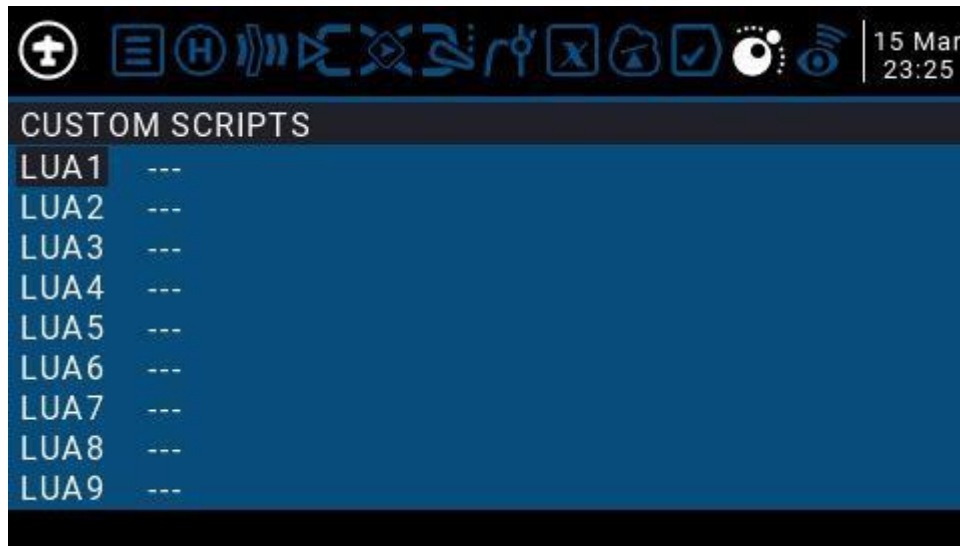 H
X
15 Mar
23:25
CUSTOM SCRIPTS
LUA1 ---
LUA2 ---
LUA3 ---
LUA4 ---
LUA5 ---
LUA6 ---
LUA7 ---
LUA8 ---
LUA9 ---